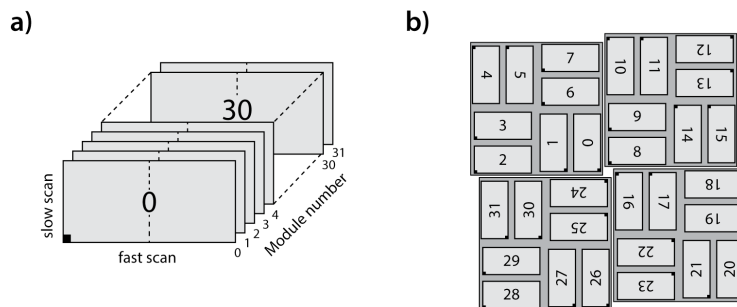 a)
30
31
30
4
3
2
1
0
0
slow scan
fast scan
Module number
b)
4 5 7
6
3
2 1 0
10 11 12
13
9
8 14 15
31 30 24
25
29
28 27 26
16 17 18
19
22
23 21 20